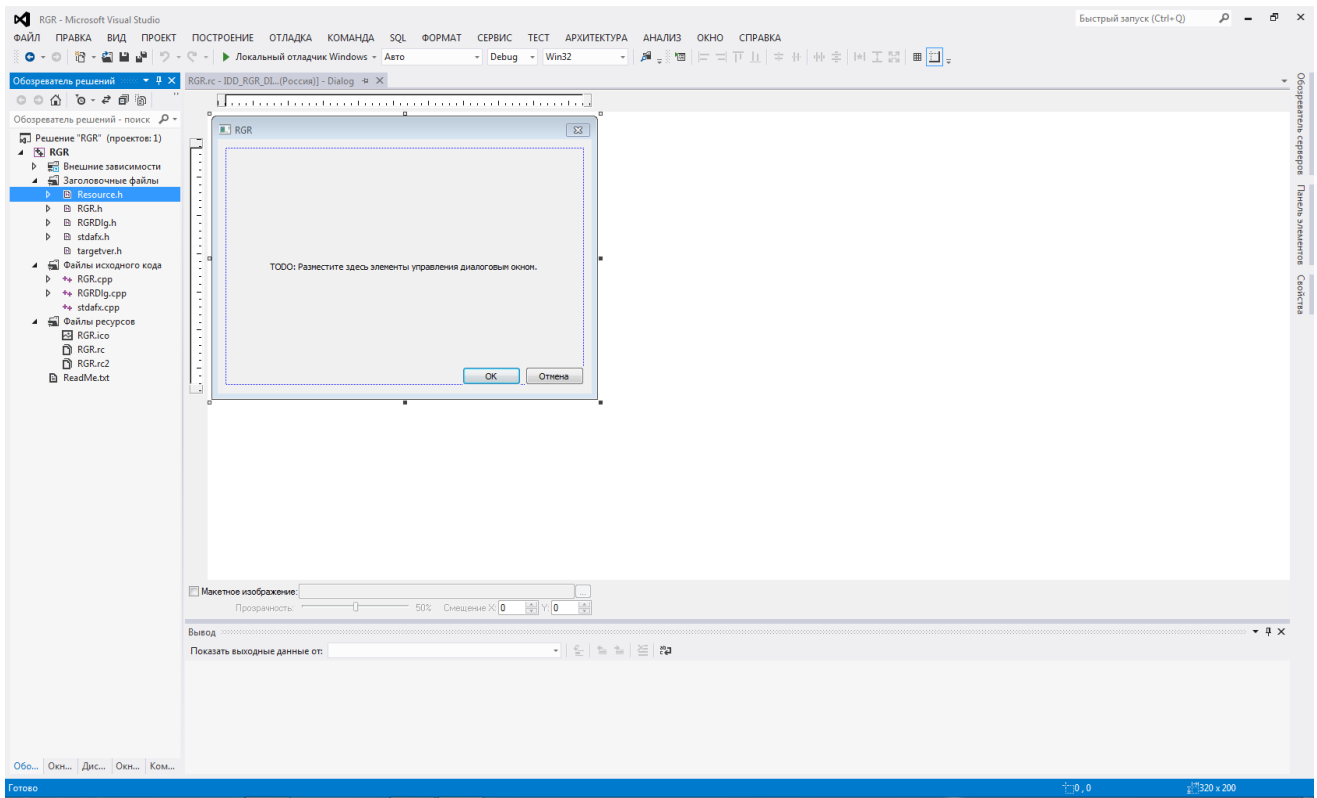 RGR - Microsoft Visual Studio
Быстрый запуск (Ctrl+Q)
ФАЙЛ ПРАВКА ВИД ПРОЕКТ ПОСТРОЕНИЕ ОТЛАДКА КОМАНДА SQL ФОРМАТ СЕРВИС ТЕСТ АРХИТЕКТУРА АНАЛИЗ ОКНО СПРАВКА
Локальный отладчик Windows Авто Debug Win32
Обозреватель решений
RGR.rc - IDD_RGR_DI...(Россия)] - Dialog
Обозреватель решений - поиск
Решение "RGR" (проектов: 1)
RGR
Внешние зависимости
Заголовочные файлы
Resource.h
RGR.h
RGRDlg.h
stdafx.h
targetver.h
Файлы исходного кода
RGR.cpp
RGRDlg.cpp
stdafx.cpp
Файлы ресурсов
RGR.ico
RGR.rc
RGR.rc2
ReadMe.txt
RGR
TODO: Разместите здесь элементы управления диалоговым окном.
ОК Отмена
Обозреватель серверов
Панель элементов
Свойства
Макетное изображение: ...
Прозрачность: 50% Смещение X: 0 Y: 0
Вывод
Показать выходные данные от:
Обо... Окн... Дис... Окн... Ком...
Готово
0 , 0
320 x 200